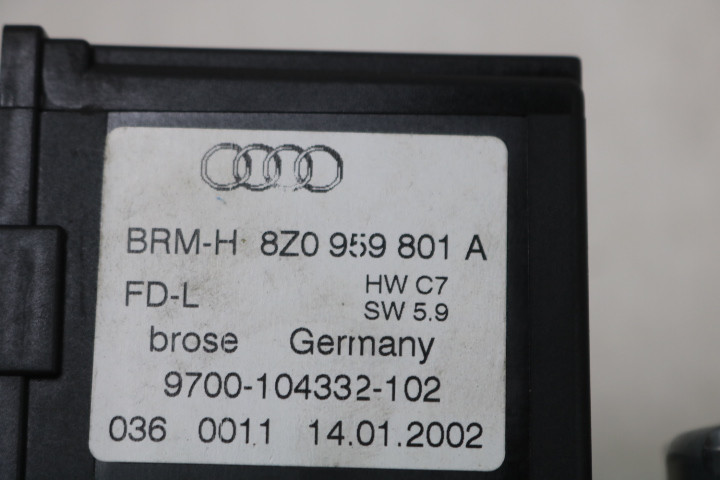 BRM-H 8Z0 959 801 A
FD-L HW C7
SW 5.9
brose Germany
9700-104332-102
036 0011 14.01.2002